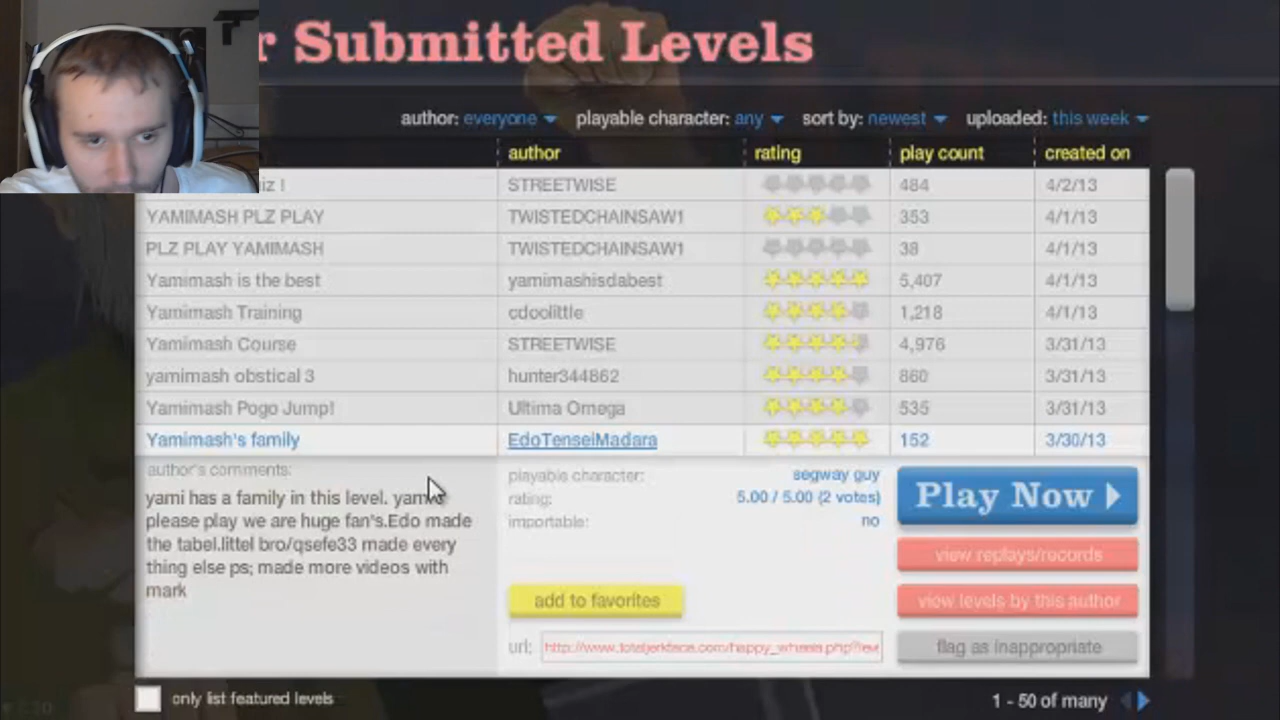 r Submitted Levels
author: everyone playable character: any sort by: newest uploaded: this week
author rating play count created on
iz ! STREETWISE 484 4/2/13
YAMIMASH PLZ PLAY TWISTEDCHAINSAW1 353 4/1/13
PLZ PLAY YAMIMASH TWISTEDCHAINSAW1 38 4/1/13
Yamimash is the best yamimashisdabest 5,407 4/1/13
Yamimash Training cdoolittle 1,218 4/1/13
Yamimash Course STREETWISE 4,976 3/31/13
yamimash obstical 3 hunter344862 860 3/31/13
Yamimash Pogo Jump! Ultima Omega 535 3/31/13
Yamimash's family EdoTenseiMadara 152 3/30/13
author's comments:
yami has a family in this level.
please play we are huge fan's.Edo made
the tabel.littel bro/qsefe33 made every
thing else ps; made more videos with
mark
playable character: segway guy
rating: 5.00 / 5.00 (2 votes)
importable: no
add to favorites
url: http://www.totaljerkface.com/happy_wheels.php?lev
Play Now
view replays/records
view levels by this author
flag as inappropriate
only list featured levels
1 - 50 of many